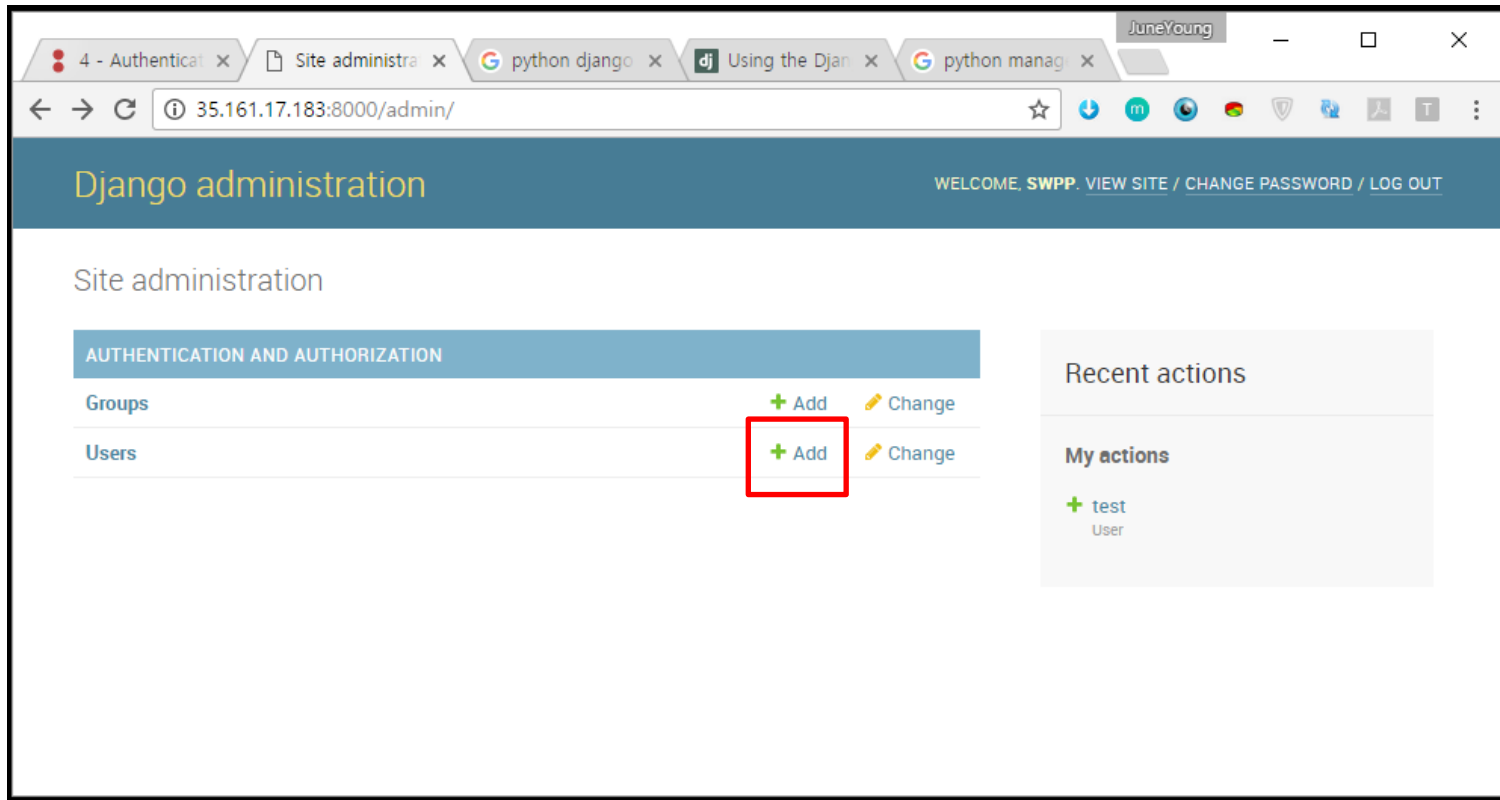 JuneYoung
4 - Authenticat
Site administra
python django
dj Using the Djan
python manag
35.161.17.183:8000/admin/
m
T
Django administration
WELCOME, SWPP. VIEW SITE / CHANGE PASSWORD / LOG OUT
Site administration
AUTHENTICATION AND AUTHORIZATION
Recent actions
Groups + Add Change
Users + Add Change
My actions
+ test
User